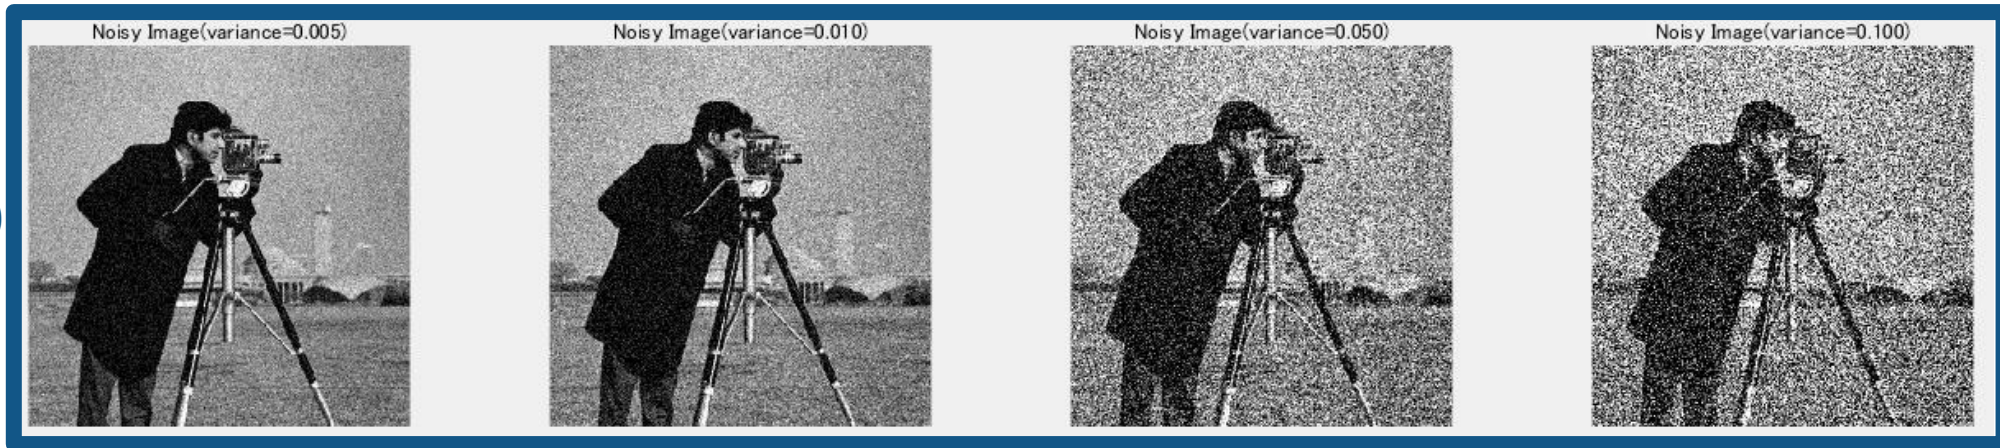 Noisy Image(variance=0.005)
Noisy Image(variance=0.010)
Noisy Image(variance=0.050)
Noisy Image(variance=0.100)